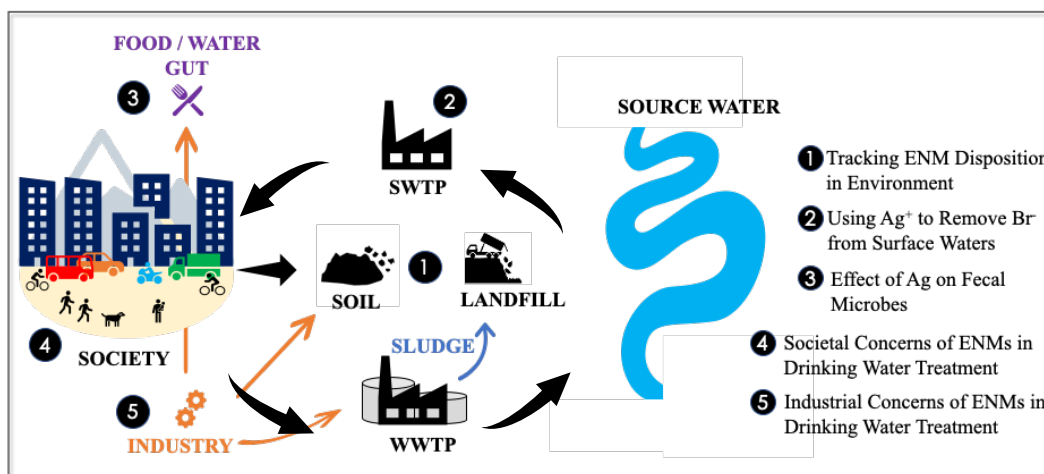 FOOD / WATER
GUT
3
2
SWTP
SOURCE WATER
SOIL
1
LANDFILL
4
SOCIETY
SLUDGE
5
INDUSTRY
WWTP
1 Tracking ENM Disposition
in Environment
2 Using Ag⁺ to Remove Br⁻
from Surface Waters
3 Effect of Ag on Fecal
Microbes
4 Societal Concerns of ENMs in
Drinking Water Treatment
5 Industrial Concerns of ENMs in
Drinking Water Treatment